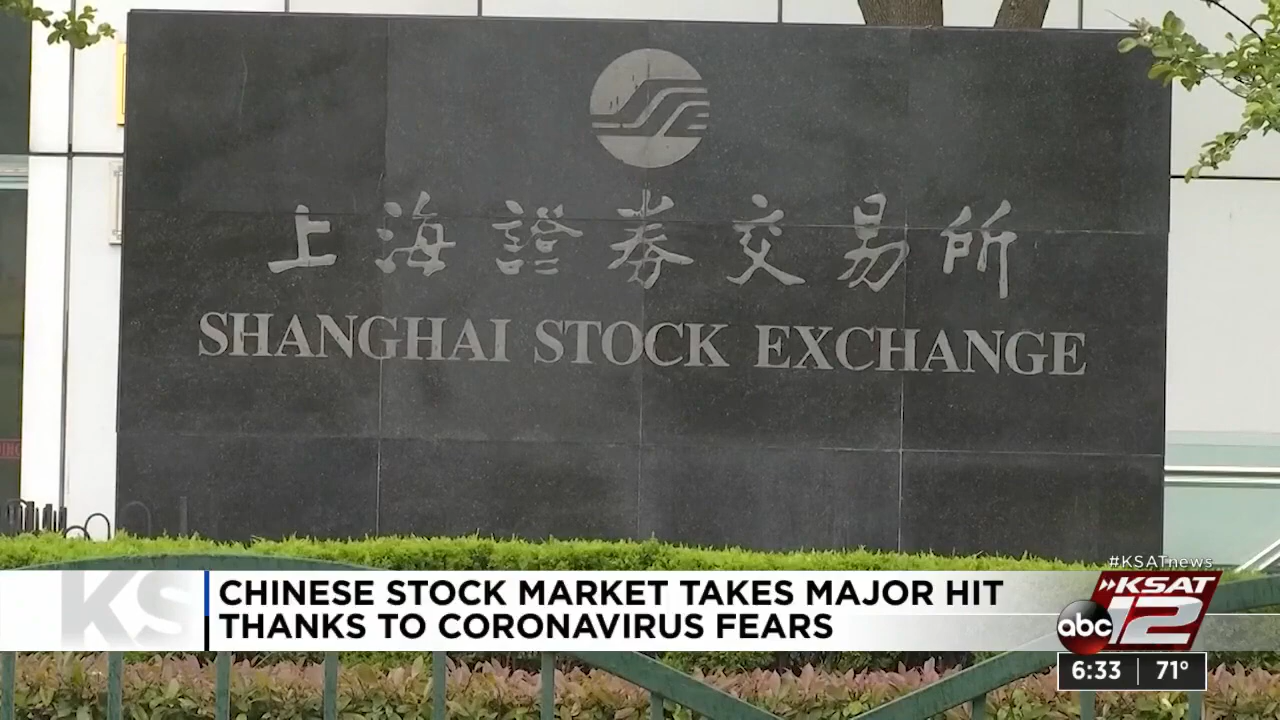 上海證券交易所
SHANGHAI STOCK EXCHANGE
#KSATnews
KS
CHINESE STOCK MARKET TAKES MAJOR HIT
THANKS TO CORONAVIRUS FEARS
KSAT
abc 12
6:33 71°